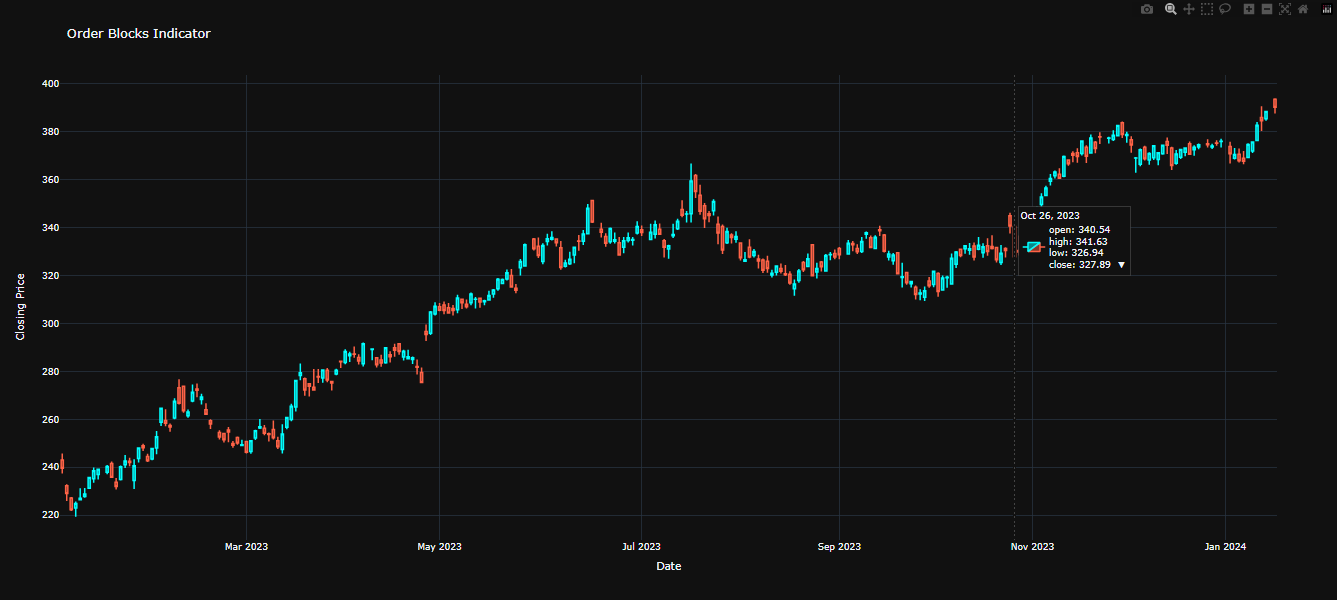 Order Blocks Indicator
400
380
360
340
320
300
280
260
240
220
Closing Price
Oct 26, 2023
open: 340.54
high: 341.63
low: 326.94
close: 327.89 ▼
Mar 2023
May 2023
Jul 2023
Sep 2023
Nov 2023
Jan 2024
Date